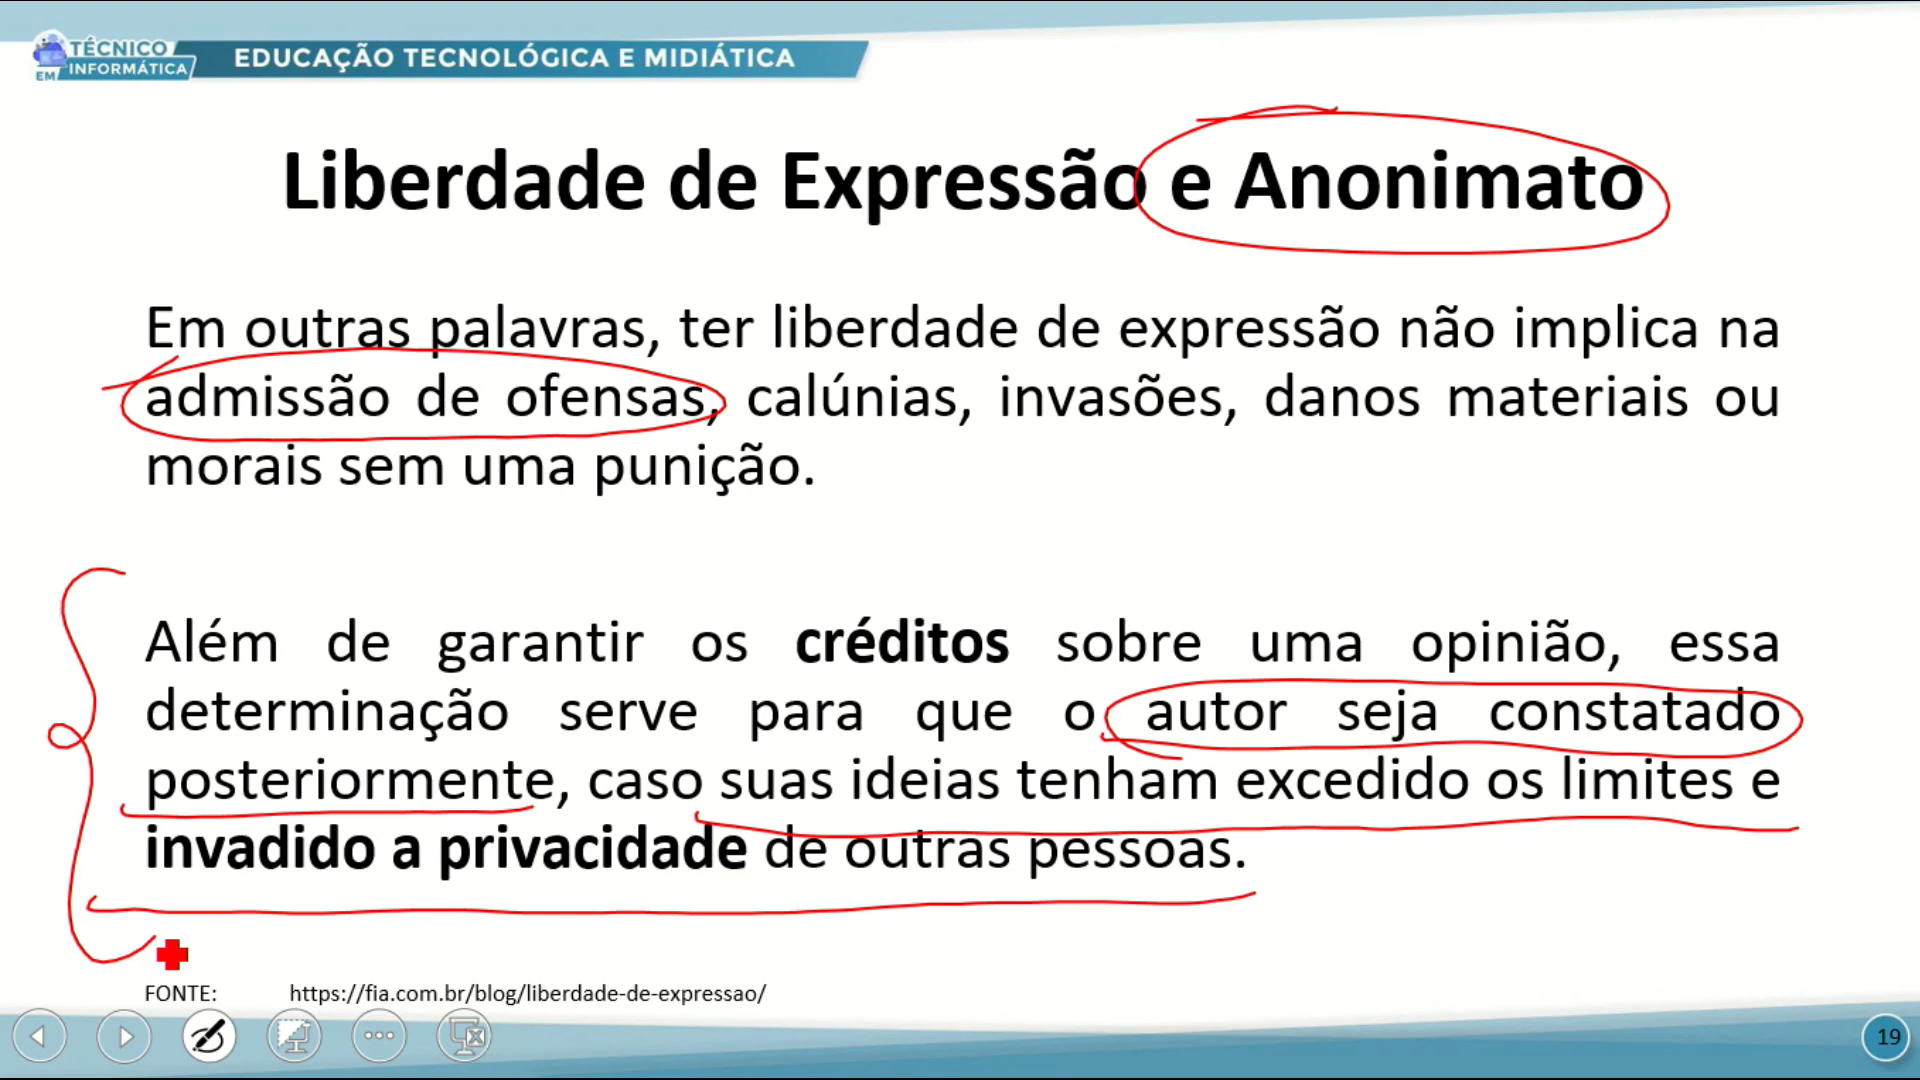 TÉCNICO
EM INFORMÁTICA
EDUCAÇÃO TECNOLÓGICA E MIDIÁTICA
Liberdade de Expressão e Anonimato
Em outras palavras, ter liberdade de expressão não implica na
admissão de ofensas, calúnias, invasões, danos materiais ou
morais sem uma punição.
Além de garantir os créditos sobre uma opinião, essa
determinação serve para que o autor seja constatado
posteriormente, caso suas ideias tenham excedido os limites e
invadido a privacidade de outras pessoas.
FONTE: https://fia.com.br/blog/liberdade-de-expressao/
19